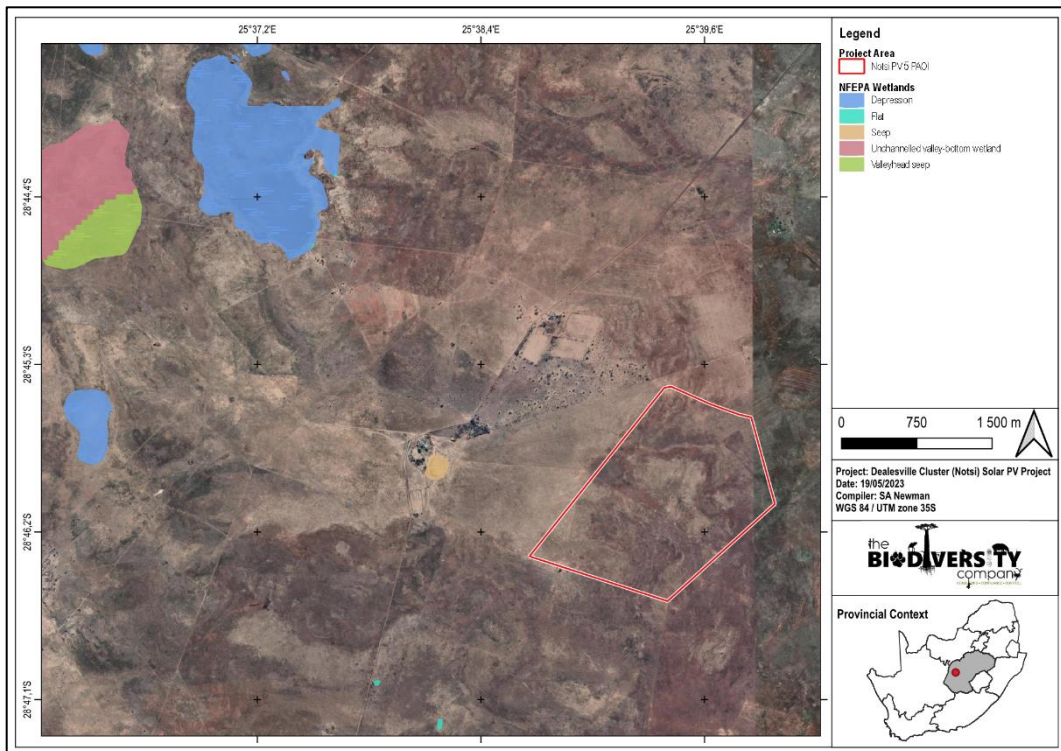 25°37,2'E
25°38,4'E
25°39,6'E
28°44,4'S
28°45,3'S
28°46,2'S
28°47,1'S
Legend
Project Area
Notsi PV5 PAOI
NFEPA Wetlands
Depression
Flat
Seep
Unchannelled valley-bottom wetland
Valleyhead seep
0 750 1 500 m
Project: Dealesville Cluster (Notsi) Solar PV Project
Date: 19/05/2023
Compiler: SA Newman
WGS 84 / UTM zone 35S
the
BIODIVERSITY
company
Provincial Context